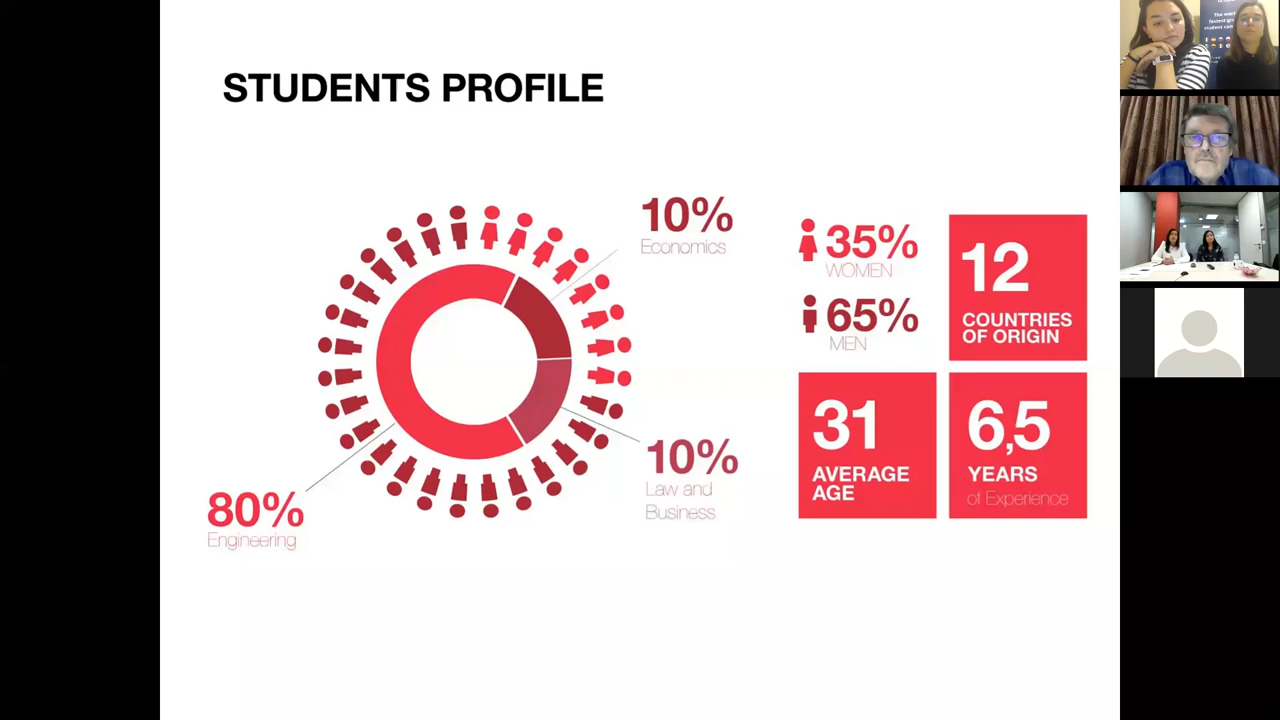 STUDENTS PROFILE
10%
Economics
10%
Law and
Business
80%
Engineering
35%
WOMEN
65%
MEN
12
COUNTRIES
OF ORIGIN
31
AVERAGE
AGE
6,5
YEARS
of Experience